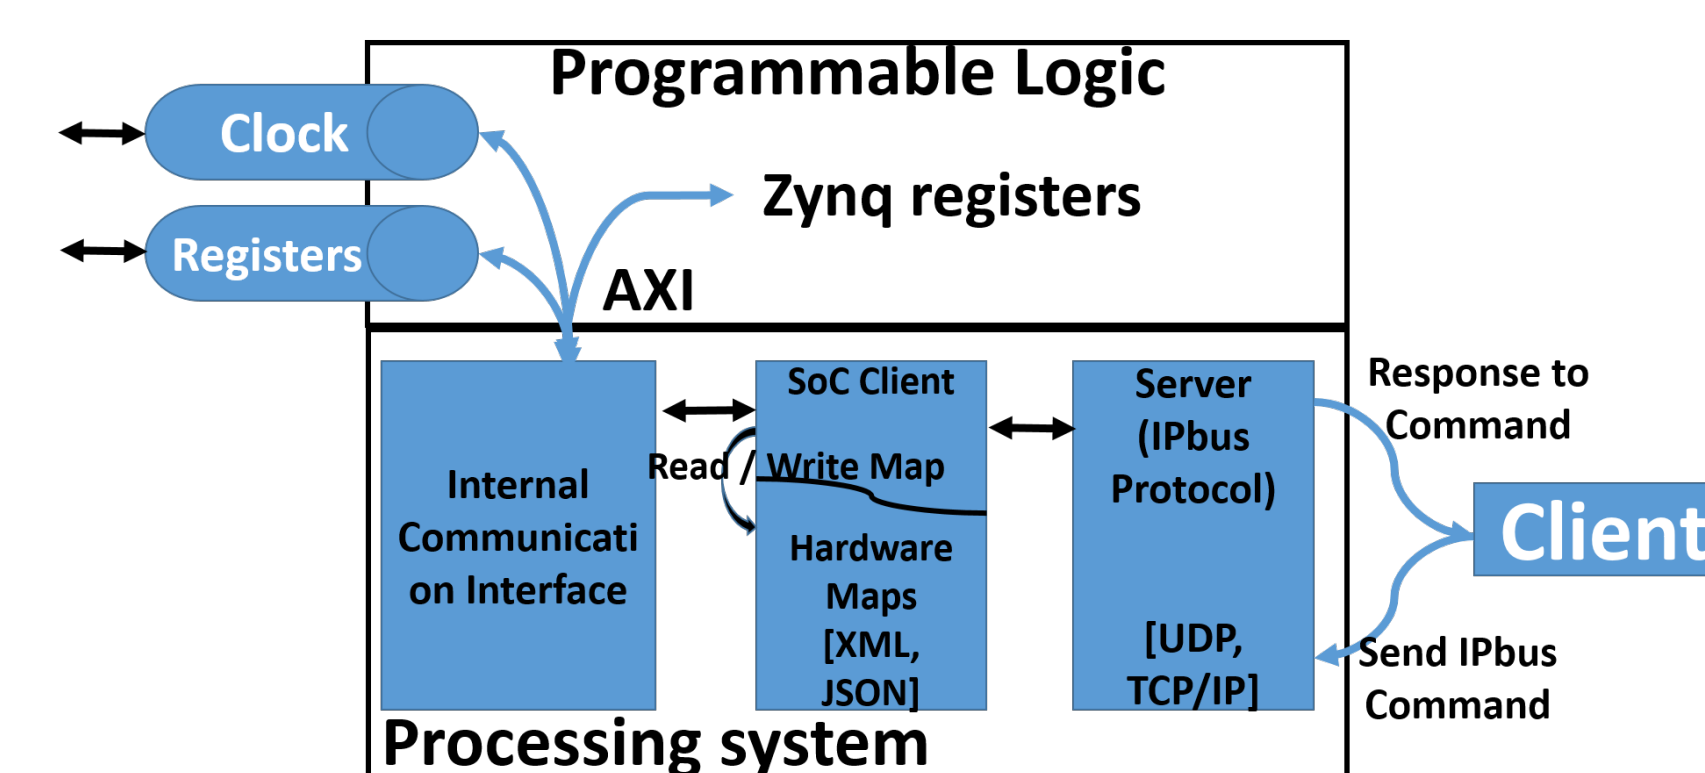 Programmable Logic
Clock
Zynq registers
Registers
AXI
Internal
Communicati
on Interface
SoC Client
Read / Write Map
Hardware
Maps
[XML,
JSON]
Server
(IPbus
Protocol)
[UDP,
TCP/IP]
Response to
Command
Client
Send IPbus
Command
Processing system